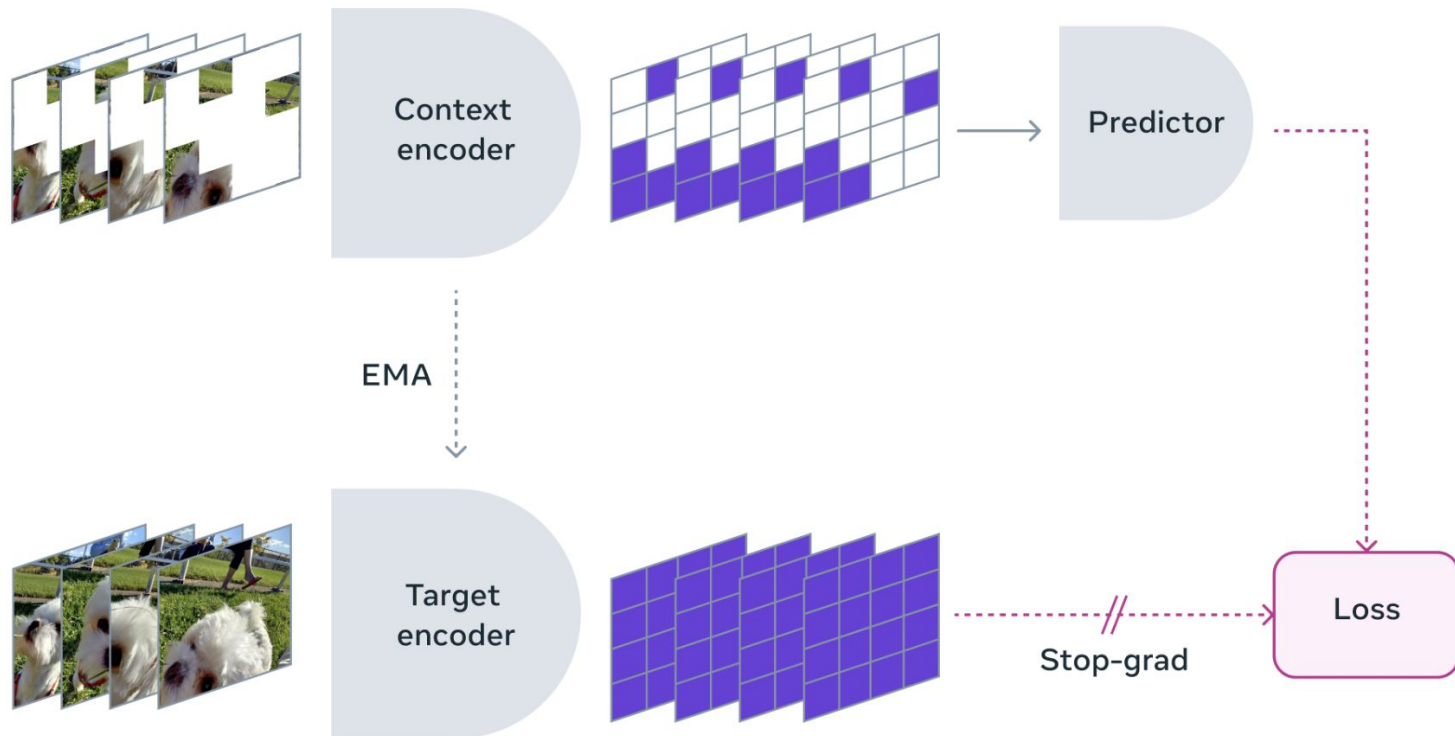 Context
encoder
Predictor
EMA
Target
encoder
Stop-grad
Loss